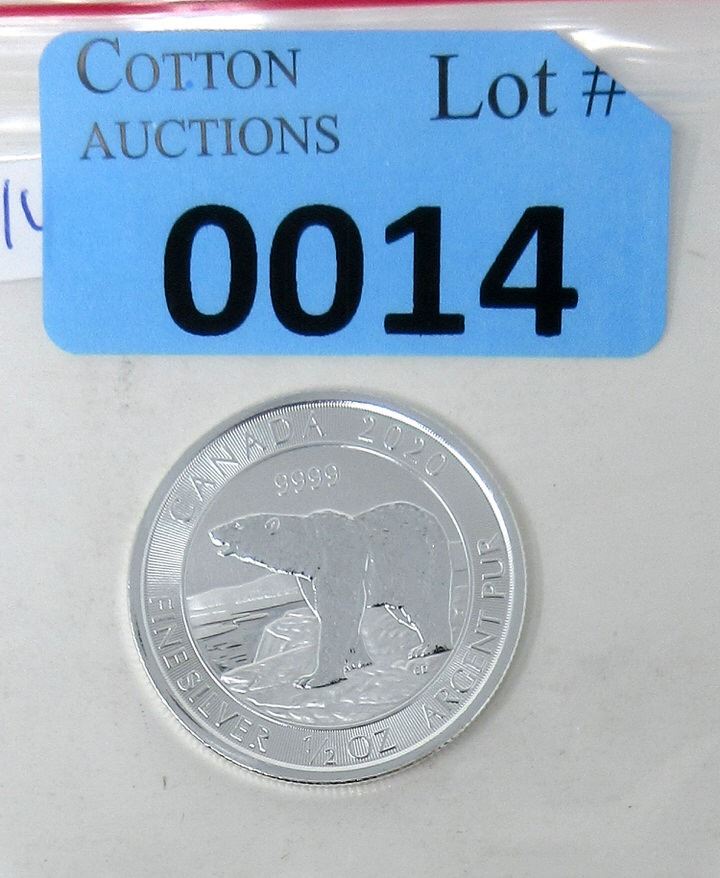 COTTON
AUCTIONS
Lot #
0014
CANADA 2020
9999
FINE SILVER 1/2 OZ ARGENT PUR